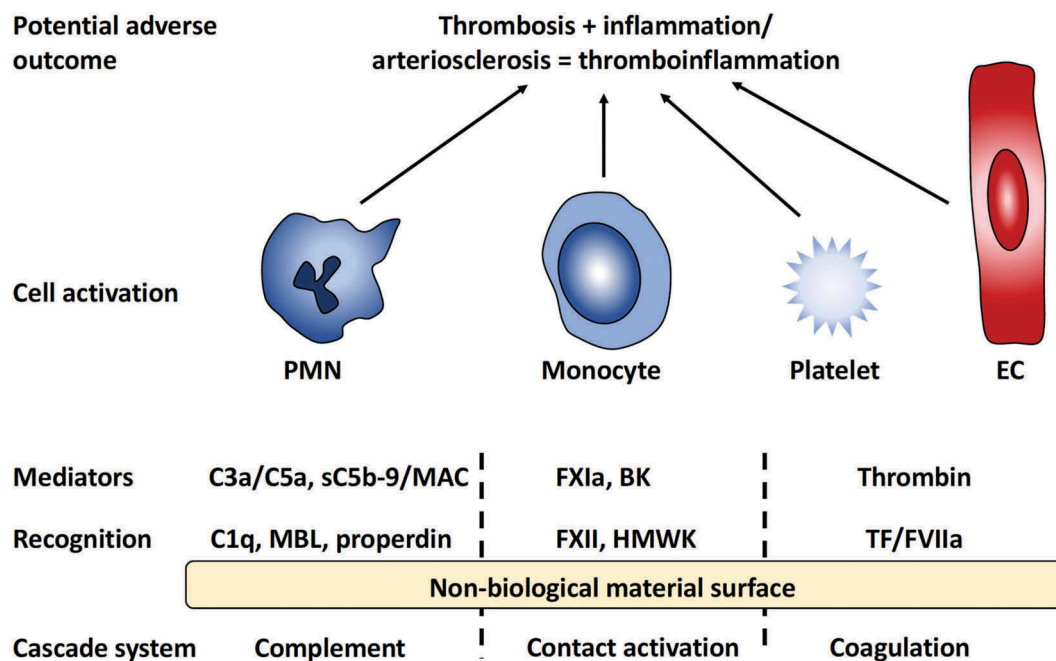 Potential adverse
outcome
Thrombosis + inflammation/
arteriosclerosis = thromboinflammation
Cell activation
PMN
Monocyte
Platelet
EC
Mediators
C3a/C5a, sC5b-9/MAC
FXIa, BK
Thrombin
Recognition
C1q, MBL, properdin
FXII, HMWK
TF/FVIIa
Non-biological material surface
Cascade system
Complement
Contact activation
Coagulation